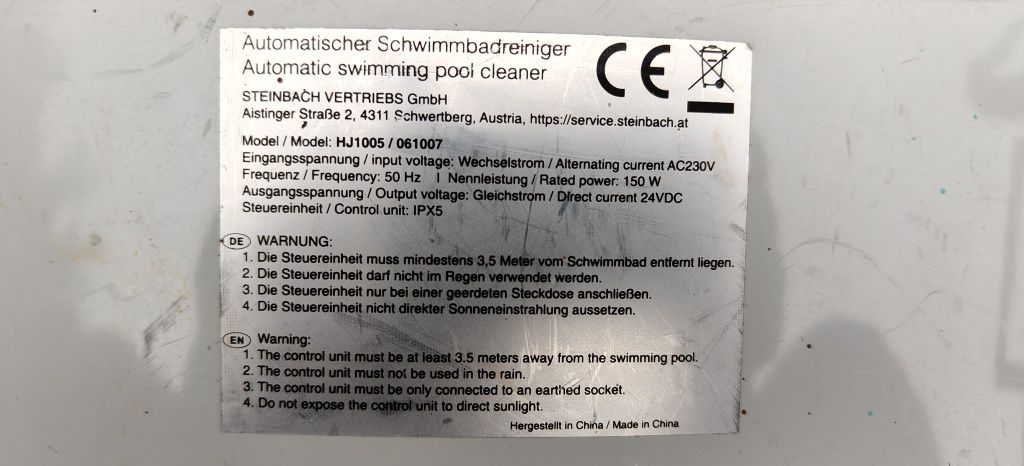 Automatischer Schwimmbadreiniger
Automatic swimming pool cleaner
CE
STEINBACH VERTRIEBS GmbH
Aistinger Straße 2, 4311 Schwertberg, Austria, https://service.steinbach.at
Model / Model: HJ1005 / 061007
Eingangsspannung / input voltage: Wechselstrom / Alternating current AC230V
Frequenz / Frequency: 50 Hz I Nennleistung / Rated power: 150 W
Ausgangsspannung / Output voltage: Gleichstrom / Direct current 24VDC
Steuereinheit / Control unit: IPX5
DE WARNUNG:
1. Die Steuereinheit muss mindestens 3,5 Meter vom Schwimmbad entfernt liegen.
2. Die Steuereinheit darf nicht im Regen verwendet werden.
3. Die Steuereinheit nur bei einer geerdeten Steckdose anschließen.
4. Die Steuereinheit nicht direkter Sonneneinstrahlung aussetzen.
EN Warning:
1. The control unit must be at least 3.5 meters away from the swimming pool.
2. The control unit must not be used in the rain.
3. The control unit must be only connected to an earthed socket.
4. Do not expose the control unit to direct sunlight.
Hergestellt in China / Made in China